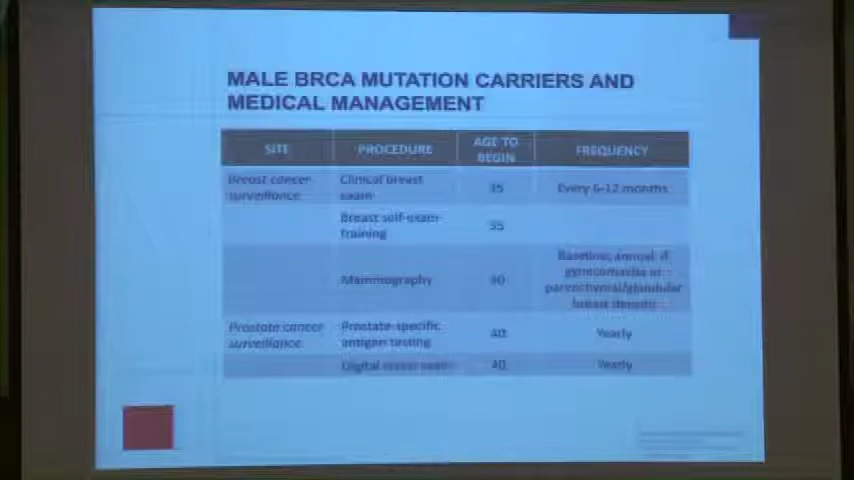 MALE BRCA MUTATION CARRIERS AND
MEDICAL MANAGEMENT
SITE PROCEDURE AGE TO BEGIN FREQUENCY
Breast cancer surveillance Clinical breast exam 35 Every 6-12 months
Breast self-exam training 35
Mammography 40 Baseline; annual if gynecomastia or parenchymal/glandular breast density
Prostate cancer surveillance Prostate-specific antigen testing 40 Yearly
Digital rectal exam 40 Yearly